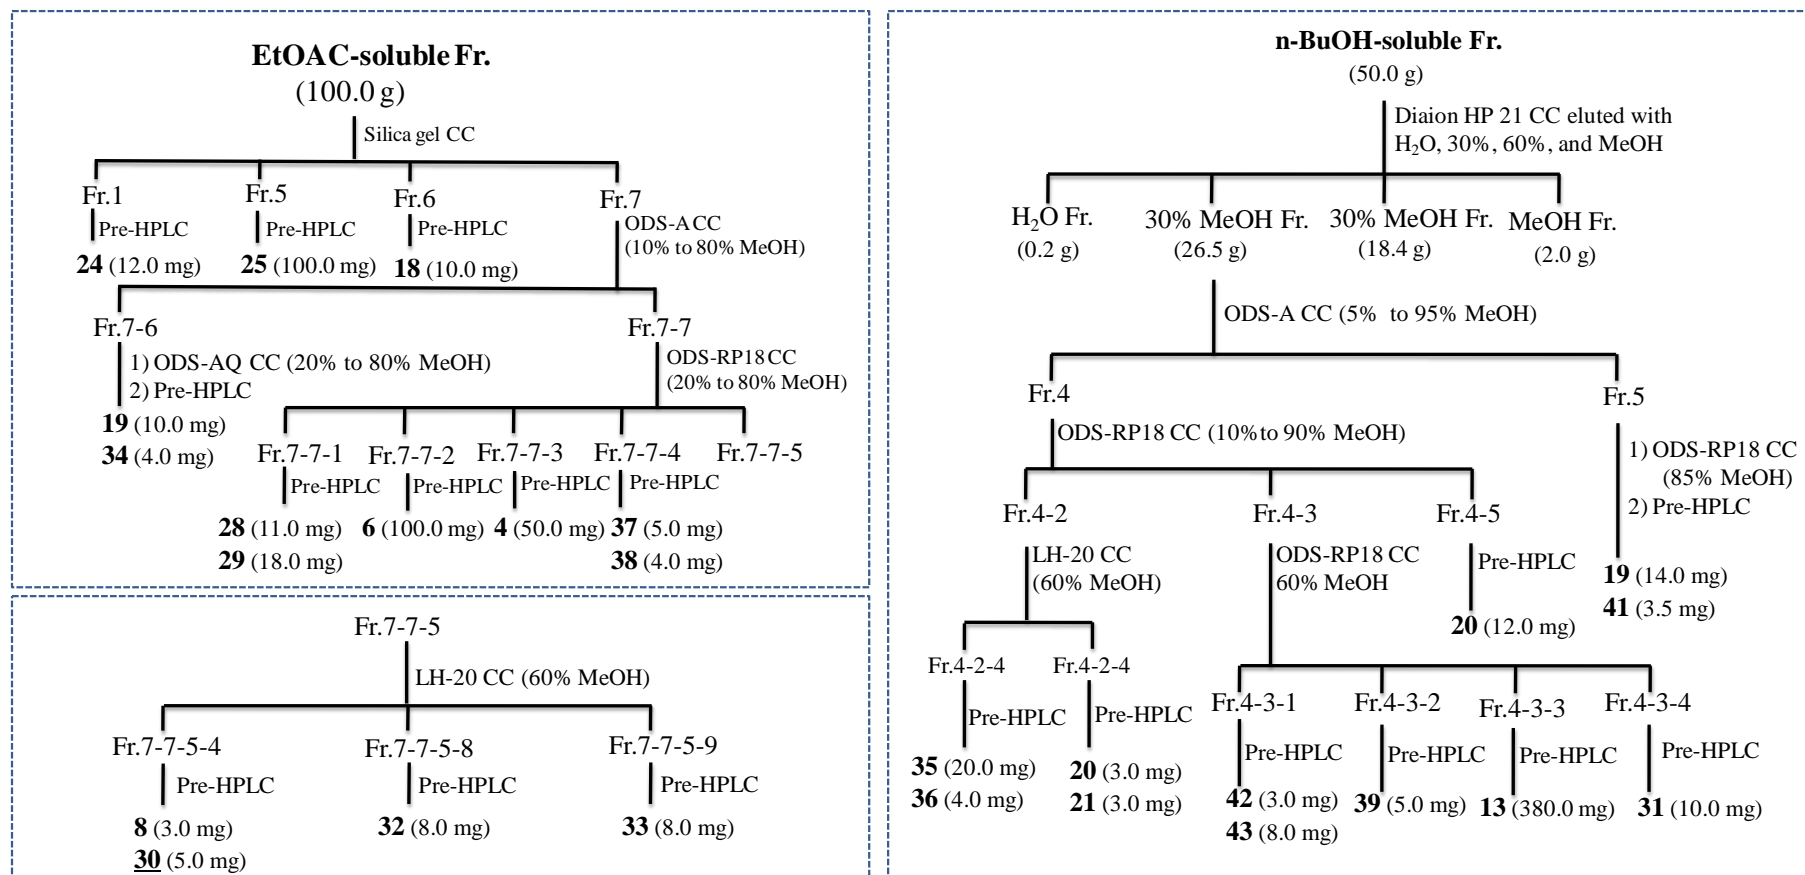 EtOAC-soluble Fr.
(100.0 g)
Silica gel CC
Fr.1
Fr.5
Fr.6
Fr.7
Pre-HPLC
Pre-HPLC
Pre-HPLC
ODS-A CC
(10% to 80% MeOH)
24 (12.0 mg)
25 (100.0 mg)
18 (10.0 mg)
Fr.7-6
Fr.7-7
1) ODS-AQ CC (20% to 80% MeOH)
2) Pre-HPLC
ODS-RP18 CC
(20% to 80% MeOH)
19 (10.0 mg)
34 (4.0 mg)
Fr.7-7-1
Fr.7-7-2
Fr.7-7-3
Fr.7-7-4
Fr.7-7-5
Pre-HPLC
Pre-HPLC
Pre-HPLC
Pre-HPLC
28 (11.0 mg)
29 (18.0 mg)
6 (100.0 mg)
4 (50.0 mg)
37 (5.0 mg)
38 (4.0 mg)
Fr.7-7-5
LH-20 CC (60% MeOH)
Fr.7-7-5-4
Fr.7-7-5-8
Fr.7-7-5-9
Pre-HPLC
Pre-HPLC
Pre-HPLC
8 (3.0 mg)
30 (5.0 mg)
32 (8.0 mg)
33 (8.0 mg)
n-BuOH-soluble Fr.
(50.0 g)
Diaion HP 21 CC eluted with
H₂O, 30%, 60%, and MeOH
H₂O Fr.
(0.2 g)
30% MeOH Fr.
(26.5 g)
30% MeOH Fr.
(18.4 g)
MeOH Fr.
(2.0 g)
ODS-A CC (5% to 95% MeOH)
Fr.4
Fr.5
ODS-RP18 CC (10% to 90% MeOH)
1) ODS-RP18 CC
(85% MeOH)
2) Pre-HPLC
Fr.4-2
Fr.4-3
Fr.4-5
LH-20 CC
(60% MeOH)
ODS-RP18 CC
60% MeOH
Pre-HPLC
19 (14.0 mg)
41 (3.5 mg)
20 (12.0 mg)
Fr.4-2-4
Fr.4-2-4
Pre-HPLC
Pre-HPLC
35 (20.0 mg)
36 (4.0 mg)
20 (3.0 mg)
21 (3.0 mg)
Fr.4-3-1
Fr.4-3-2
Fr.4-3-3
Fr.4-3-4
Pre-HPLC
Pre-HPLC
Pre-HPLC
Pre-HPLC
42 (3.0 mg)
43 (8.0 mg)
39 (5.0 mg)
13 (380.0 mg)
31 (10.0 mg)